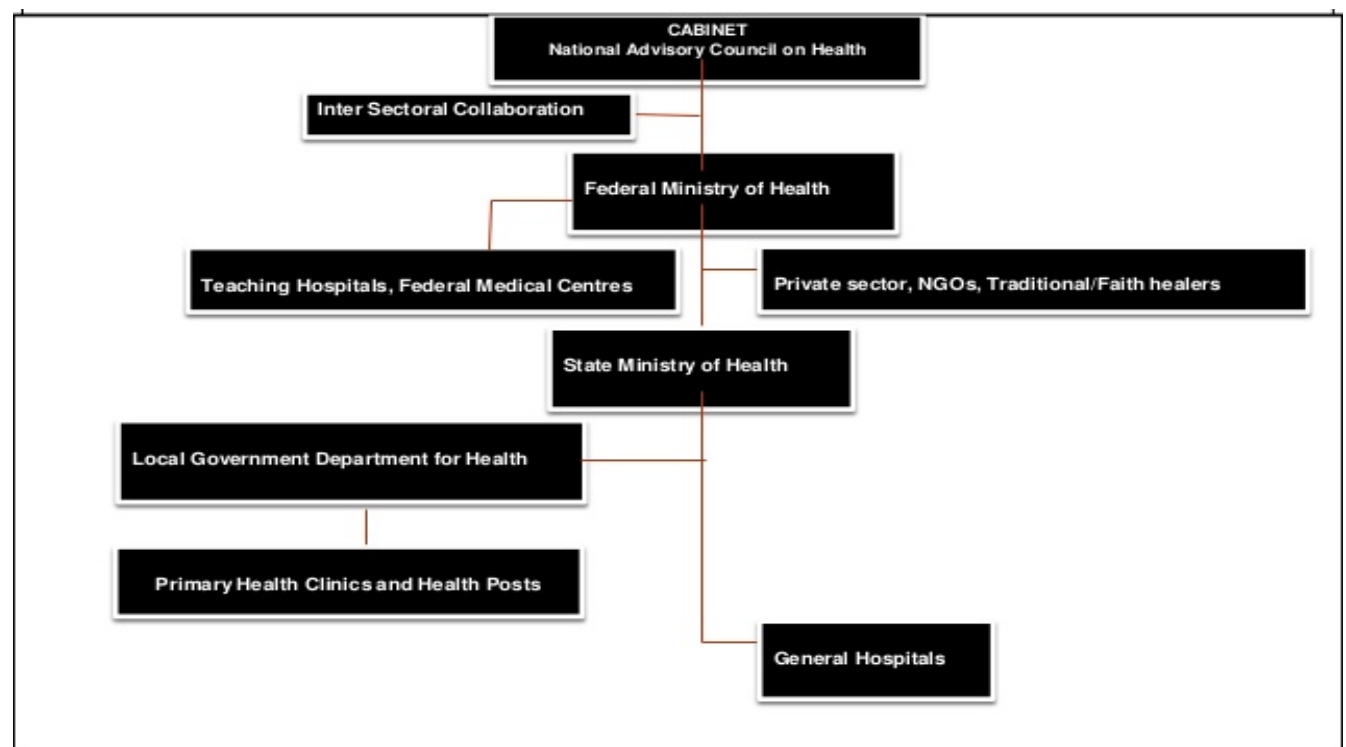 CABINET
National Advisory Council on Health
Inter Sectoral Collaboration
Federal Ministry of Health
Teaching Hospitals, Federal Medical Centres
Private sector, NGOs, Traditional/Faith healers
State Ministry of Health
Local Government Department for Health
Primary Health Clinics and Health Posts
General Hospitals